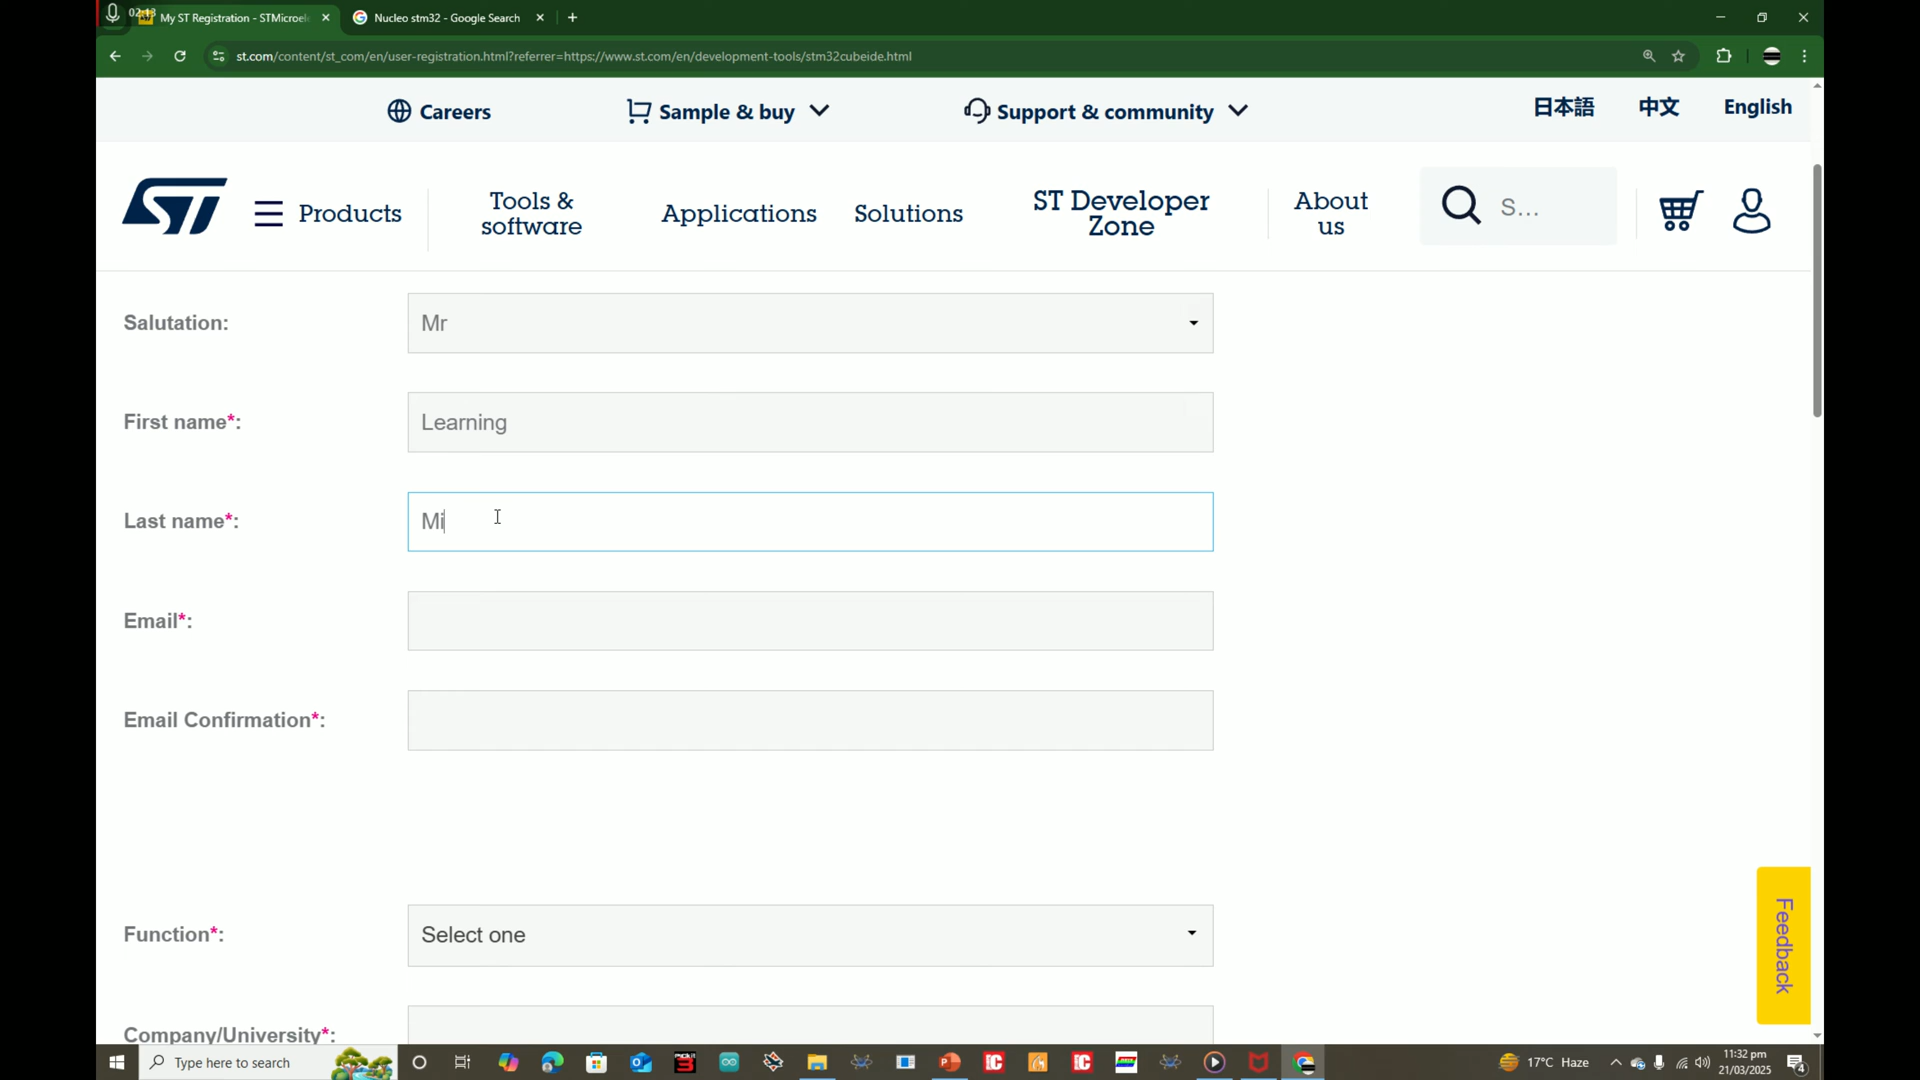 02:13
My ST Registration - STMicroel
Nucleo stm32 - Google Search
st.com/content/st_com/en/user-registration.html?referrer=https://www.st.com/en/development-tools/stm32cubeide.html
Careers
Sample & buy
Support & community
日本語
中文
English
ST
Products
Tools &
software
Applications
Solutions
ST Developer
Zone
About
us
S...
Salutation:
Mr
First name*:
Learning
Last name*:
Mi
Email*:
Email Confirmation*:
Function*:
Select one
Company/University*:
Feedback
Type here to search
17°C Haze
11:32 pm
21/03/2025
4